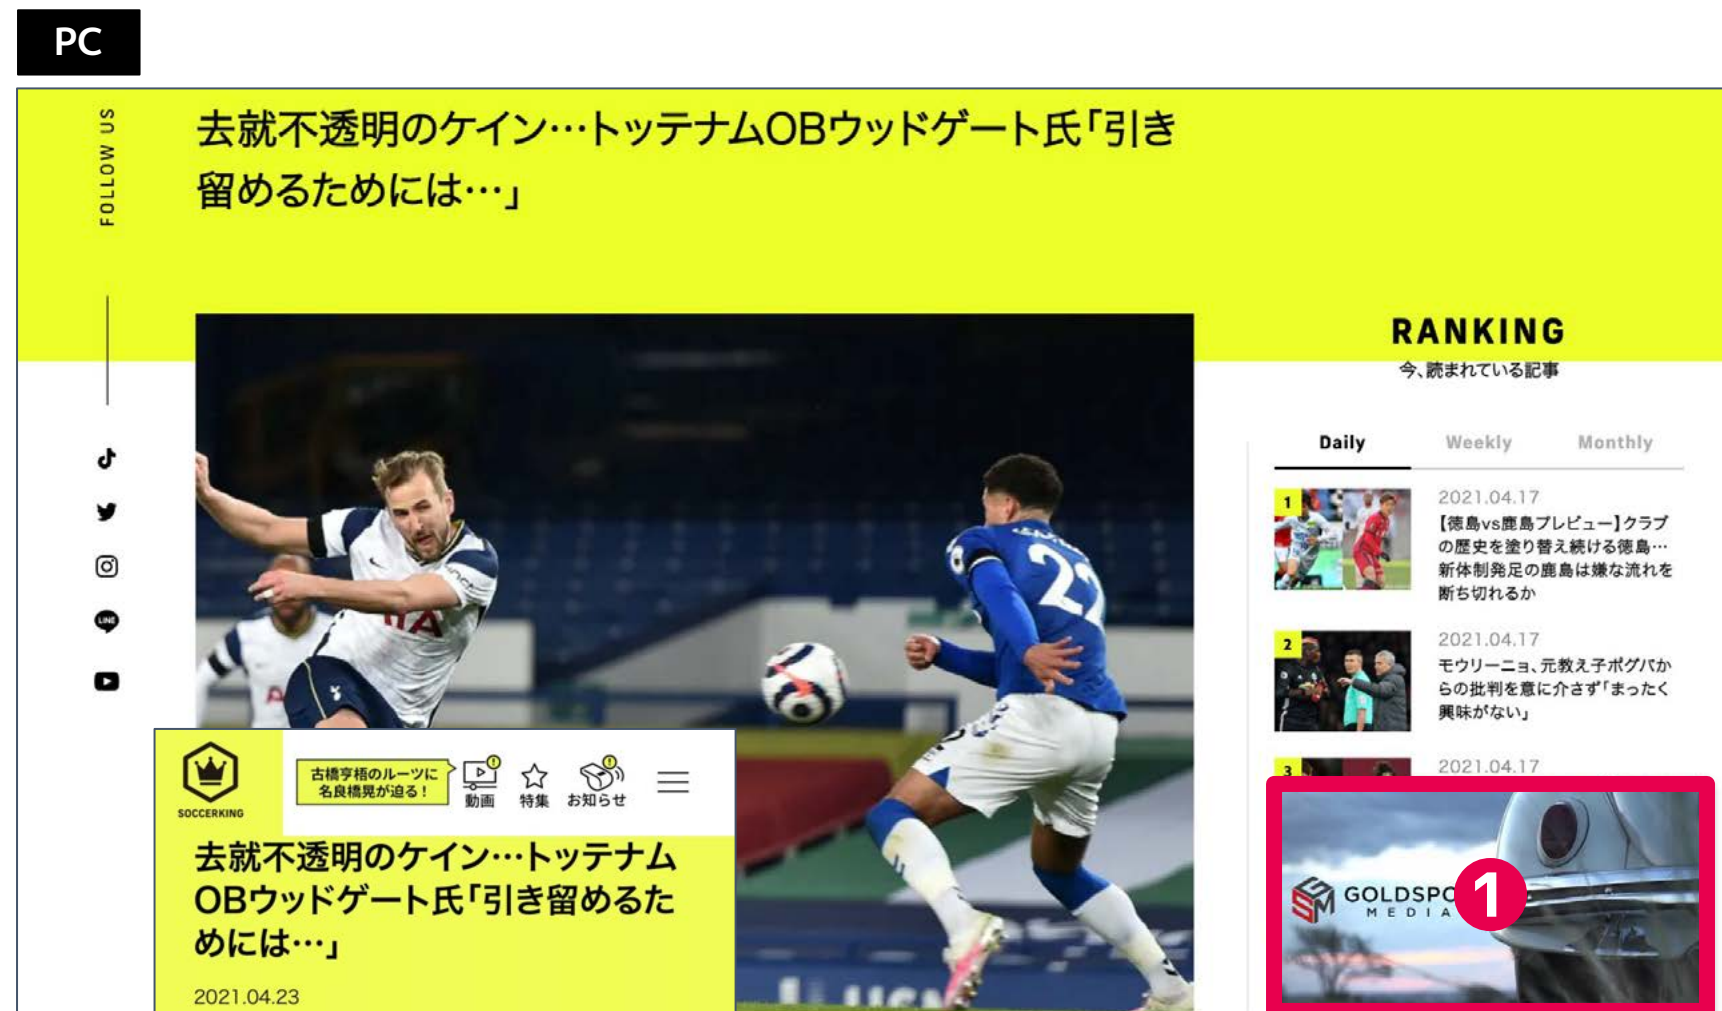 PC
FOLLOW US
去就不透明のケイン…トッテナムOBウッドゲート氏「引き
留めるためには…」
RANKING
今、読まれている記事
Daily
Weekly
Monthly
1
2021.04.17
【徳島vs鹿島プレビュー】クラブ
の歴史を塗り替え続ける徳島…
新体制発足の鹿島は嫌な流れを
断ち切れるか
2
2021.04.17
モウリーニョ、元教え子ポグバか
らの批判を意に介さず「まったく
興味がない」
3
2021.04.17
LINE
22
SOCCERKING
古橋亨梧のルーツに
名良橋晃が迫る！
動画
特集
お知らせ
去就不透明のケイン…トッテナム
OBウッドゲート氏「引き留めるた
めには…」
2021.04.23
GSM
GOLDSPO
MEDIA
1